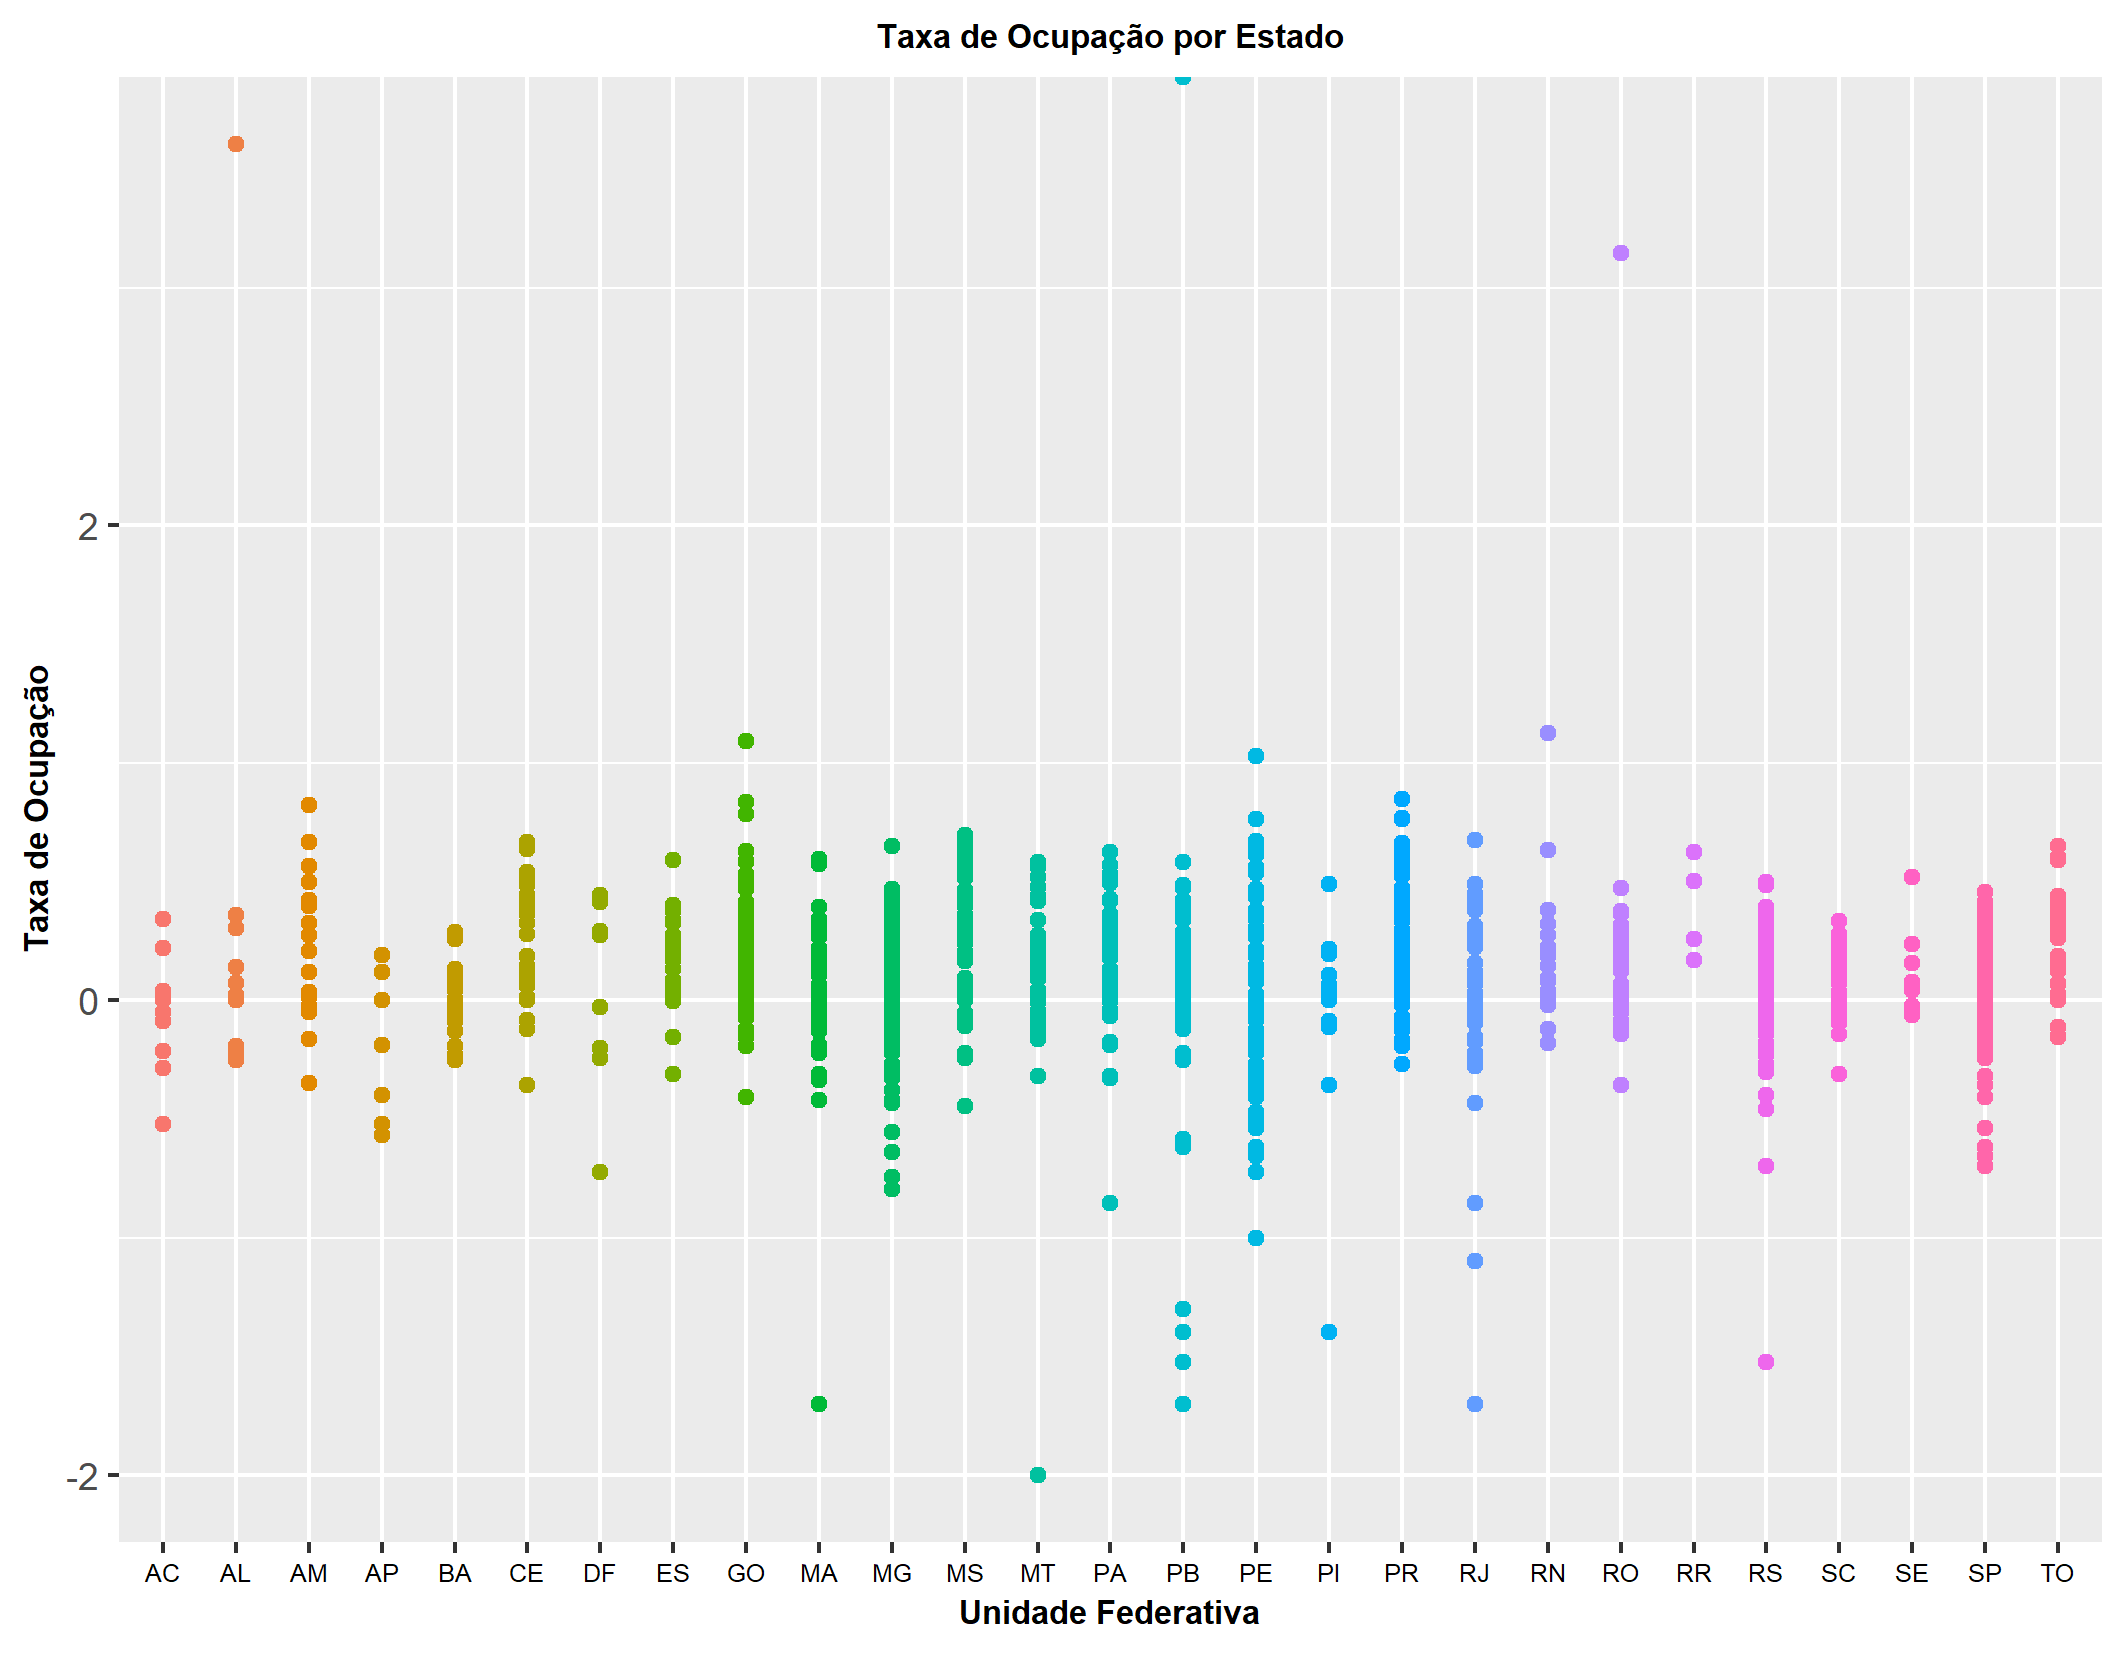 Taxa de Ocupação por Estado
Taxa de Ocupação
2
0
-2
AC AL AM AP BA CE DF ES GO MA MG MS MT PA PB PE PI PR RJ RN RO RR RS SC SE SP TO
Unidade Federativa